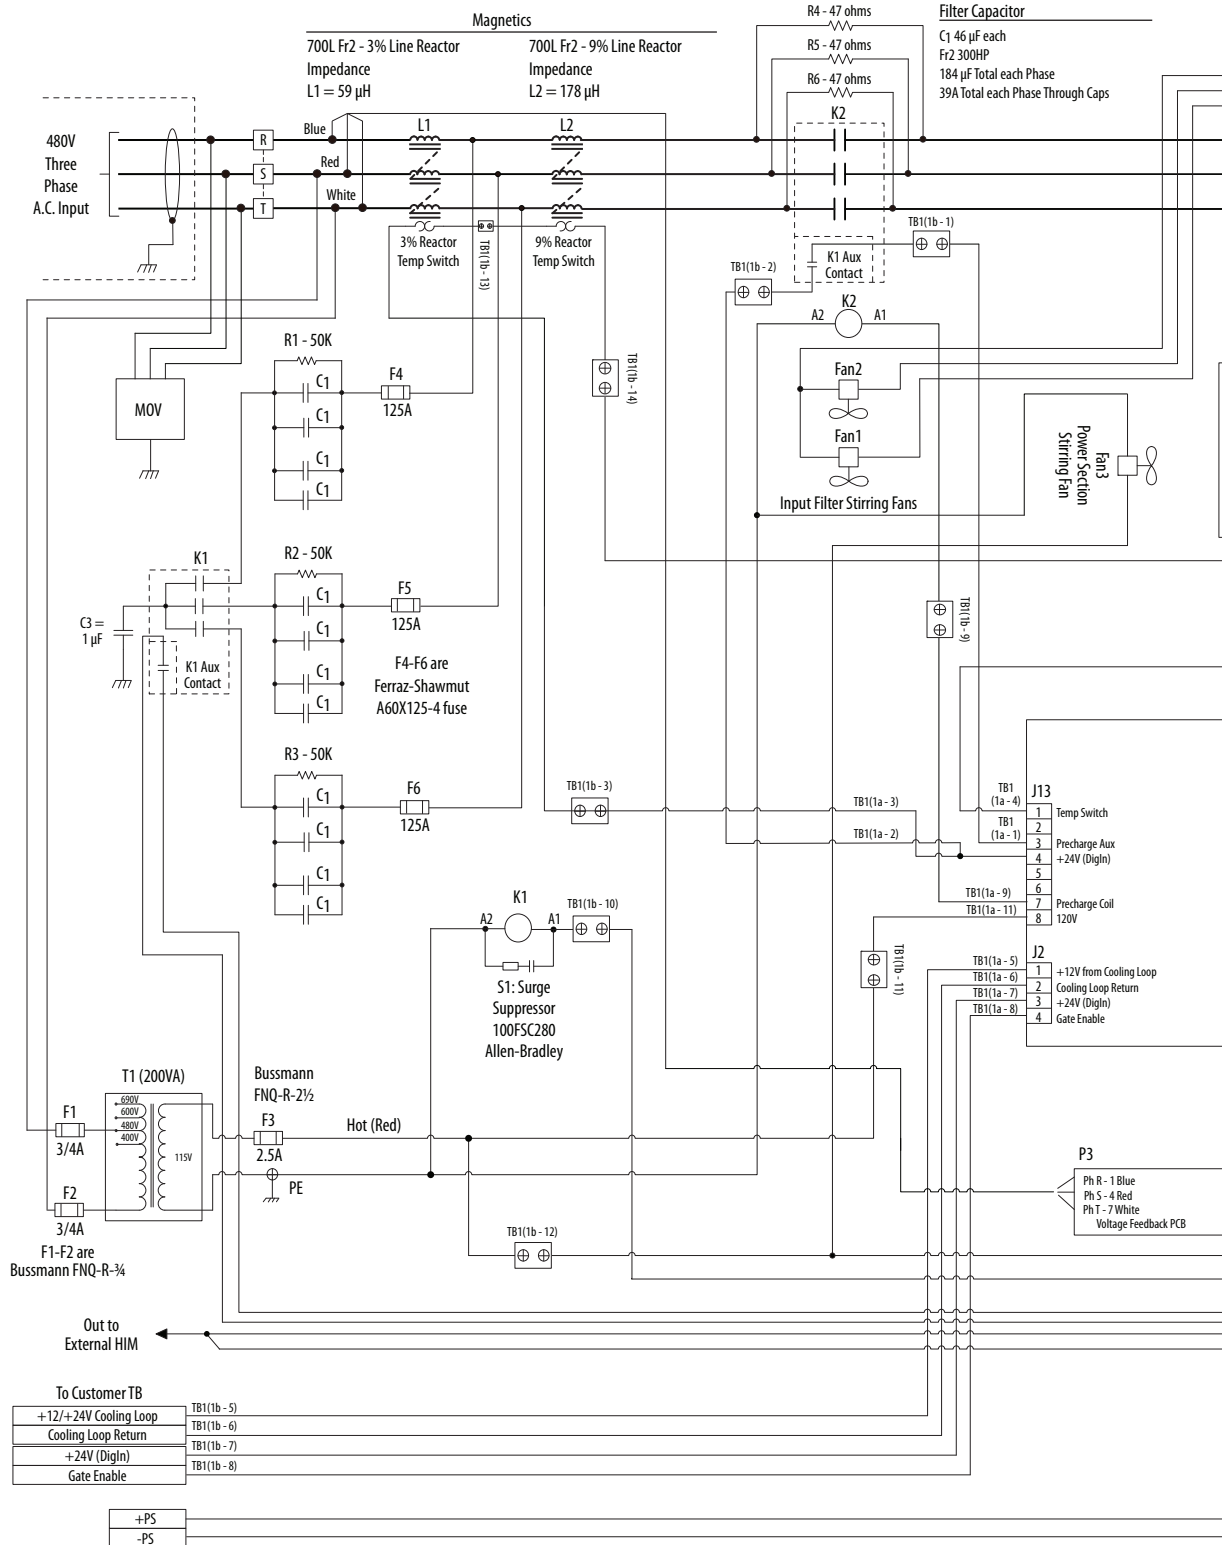 Magnetics
700L Fr2 - 3% Line Reactor
Impedance
L1 = 59 µH
700L Fr2 - 9% Line Reactor
Impedance
L2 = 178 µH
R4 - 47 ohms
R5 - 47 ohms
R6 - 47 ohms
K2
Filter Capacitor
C1 46 µF each
Fr2 300HP
184 µF Total each Phase
39A Total each Phase Through Caps
480V
Three
Phase
A.C. Input
R
S
T
Blue
Red
White
L1
L2
3% Reactor
Temp Switch
TB1(1b - 13)
9% Reactor
Temp Switch
K1 Aux
Contact
TB1(1b - 1)
TB1(1b - 2)
K2
A2
A1
TB1(1b - 14)
Fan2
Fan1
Input Filter Stirring Fans
Fan3
Power Section
Stirring Fan
MOV
R1 - 50K
C1
C1
C1
C1
F4
125A
K1
C3 =
1 µF
K1 Aux
Contact
R2 - 50K
C1
C1
C1
C1
F5
125A
F4-F6 are
Ferraz-Shawmut
A60X125-4 fuse
TB1(1b - 9)
R3 - 50K
C1
C1
C1
C1
F6
125A
TB1(1b - 3)
TB1(1a - 3)
TB1(1a - 2)
TB1
(1a - 4)
TB1
(1a - 1)
J13
1 Temp Switch
2
3 Precharge Aux
4 +24V (DigIn)
5
6
7 Precharge Coil
8 120V
TB1(1a - 9)
TB1(1a - 11)
K1
A2
A1
TB1(1b - 10)
S1: Surge
Suppressor
100FSC280
Allen-Bradley
TB1(1b - 11)
J2
TB1(1a - 5)
TB1(1a - 6)
TB1(1a - 7)
TB1(1a - 8)
1 +12V from Cooling Loop
2 Cooling Loop Return
3 +24V (DigIn)
4 Gate Enable
T1 (200VA)
690V
600V
480V
400V
115V
F1
3/4A
F2
3/4A
F1-F2 are
Bussmann FNQ-R-¾
Bussmann
FNQ-R-2½
F3
2.5A
Hot (Red)
PE
TB1(1b - 12)
P3
Ph R - 1 Blue
Ph S - 4 Red
Ph T - 7 White
Voltage Feedback PCB
Out to
External HIM
To Customer TB
+12/+24V Cooling Loop
Cooling Loop Return
+24V (DigIn)
Gate Enable
TB1(1b - 5)
TB1(1b - 6)
TB1(1b - 7)
TB1(1b - 8)
+PS
-PS